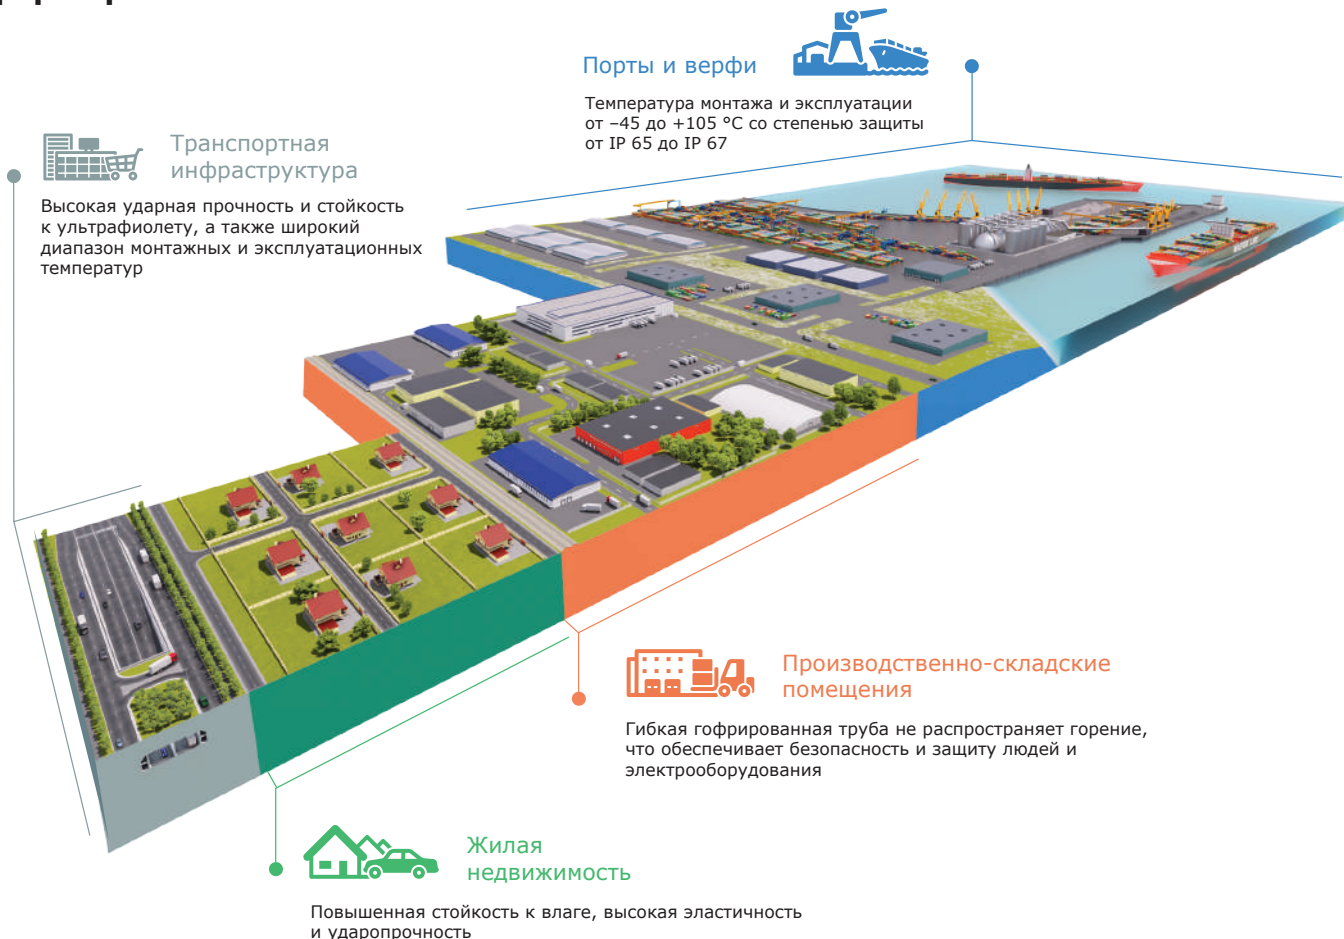 Порты и верфи
Температура монтажа и эксплуатации
от –45 до +105 °C со степенью защиты
от IP 65 до IP 67
Транспортная
инфраструктура
Высокая ударная прочность и стойкость
к ультрафиолету, а также широкий
диапазон монтажных и эксплуатационных
температур
Производственно-складские
помещения
Гибкая гофрированная труба не распространяет горение,
что обеспечивает безопасность и защиту людей и
электрооборудования
Жилая
недвижимость
Повышенная стойкость к влаге, высокая эластичность
и ударопрочность